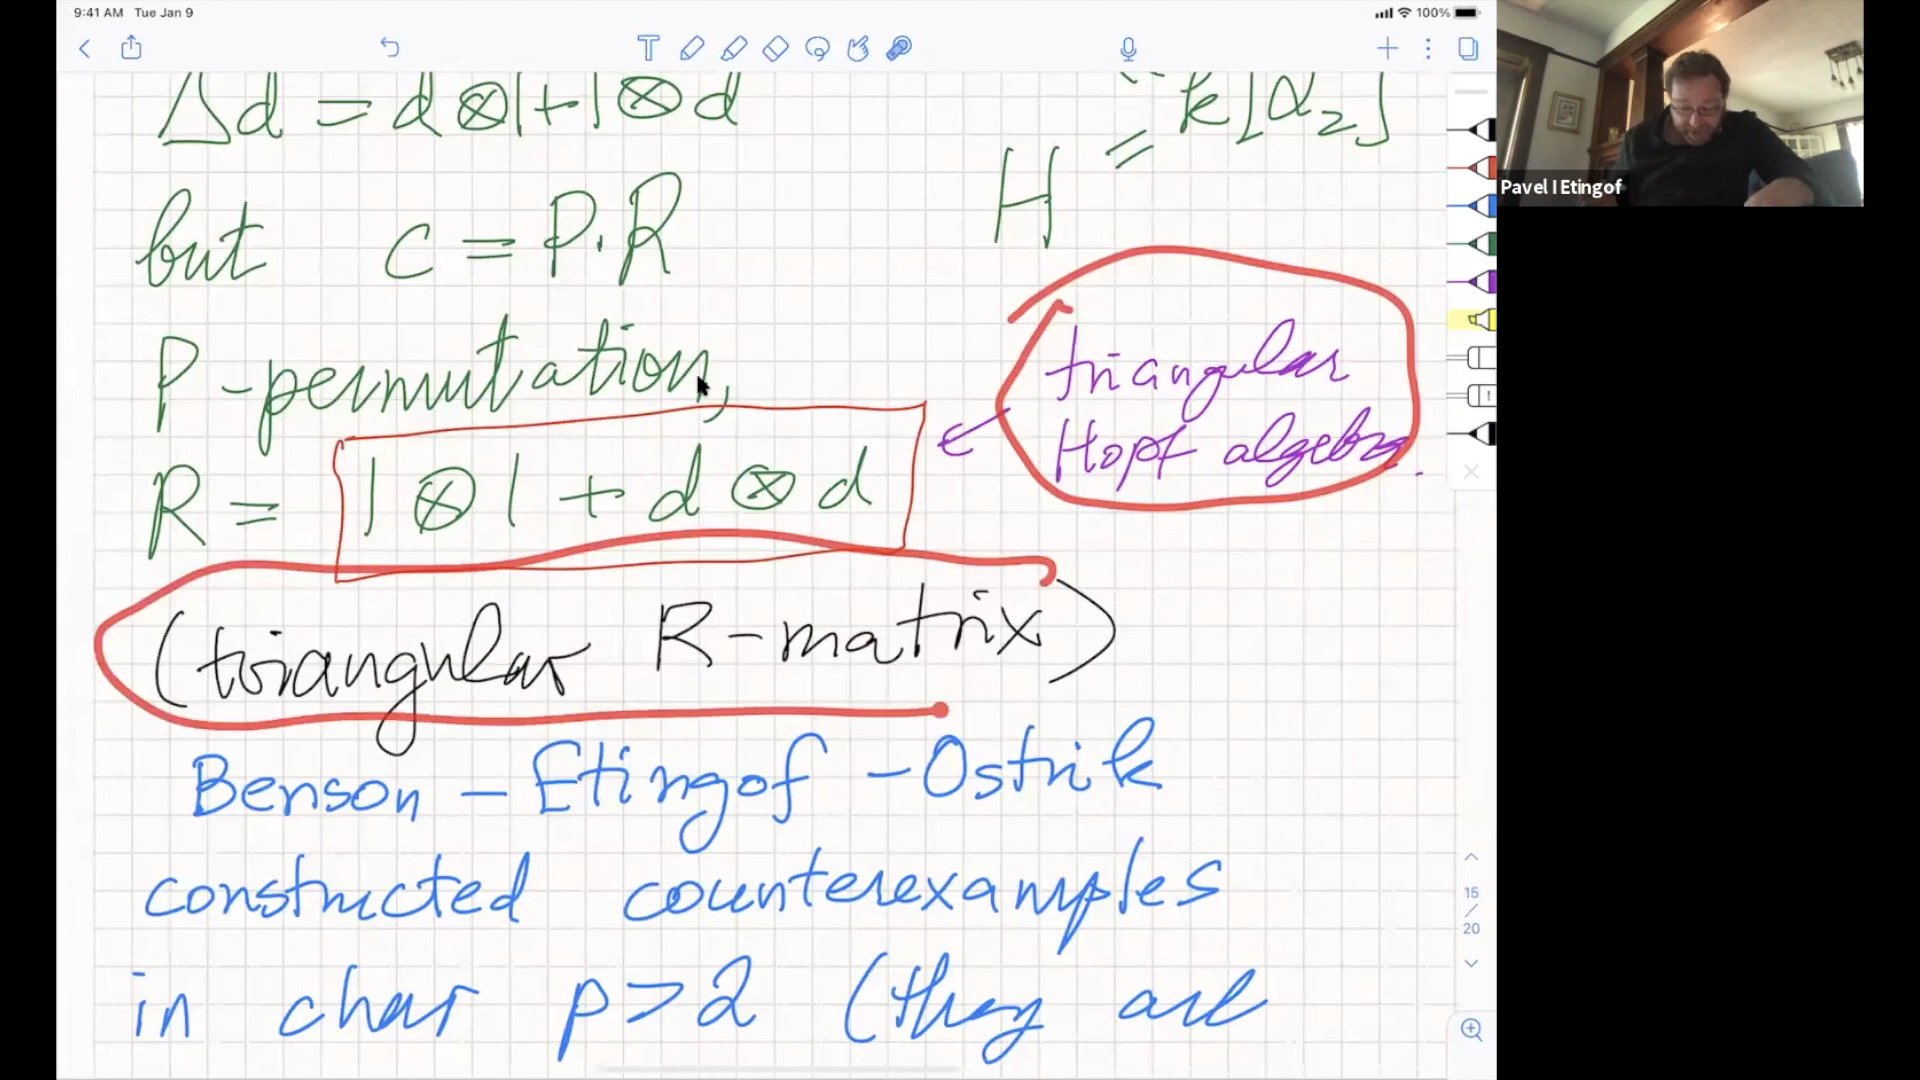 9:41 AM Tue Jan 9
100%
Δd = d⊗1+1⊗d
k[α₂]
=
H
but c = P·R
P-permutation,
R = 1⊗1 + d⊗d
triangular
Hopf algebra.
(triangular R-matrix)
Benson - Etingof - Ostrik
constructed counterexamples
in char p>2 (they are
15
/
20
Pavel I Etingof